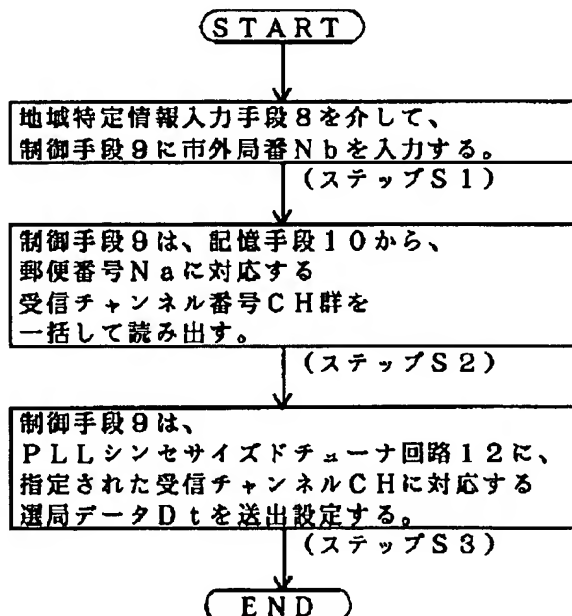 START
地域特定情報入力手段8を介して、
制御手段9に市外局番Nbを入力する。
(ステップS1)
制御手段9は、記憶手段10から、
郵便番号Naに対応する
受信チャンネル番号CH群を
一括して読み出す。
(ステップS2)
制御手段9は、
PLLシンセサイズドチューナ回路12に、
指定された受信チャンネルCHに対応する
選局データDtを送出設定する。
(ステップS3)
END